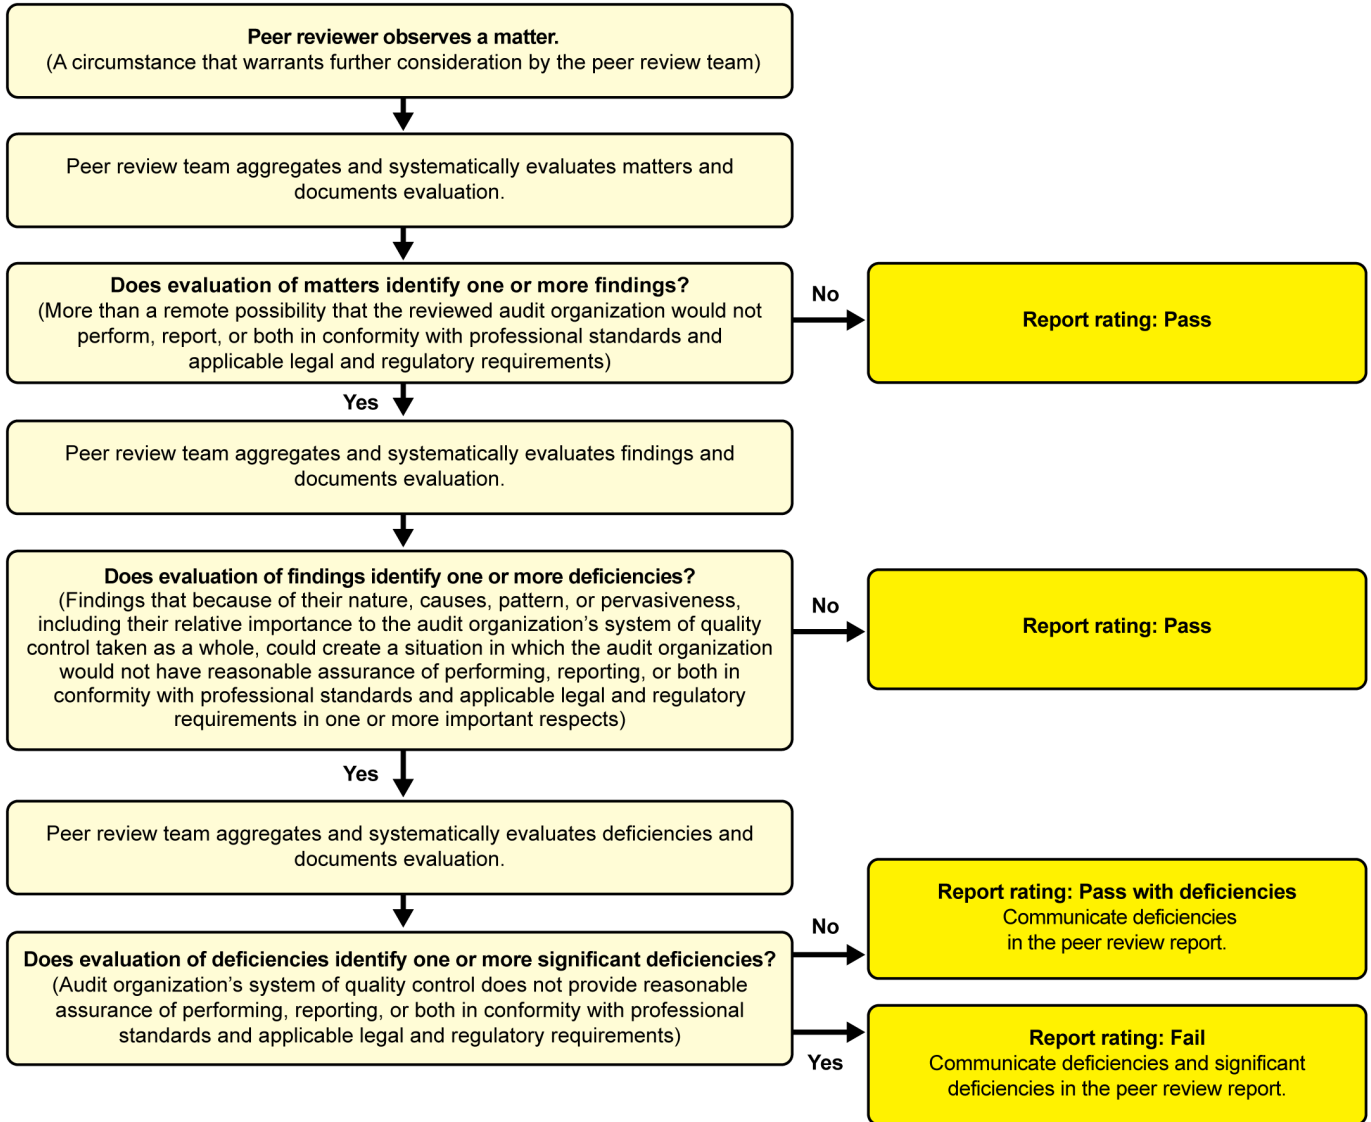 Peer reviewer observes a matter.
(A circumstance that warrants further consideration by the peer review team)
Peer review team aggregates and systematically evaluates matters and
documents evaluation.
Does evaluation of matters identify one or more findings?
(More than a remote possibility that the reviewed audit organization would not
perform, report, or both in conformity with professional standards and
applicable legal and regulatory requirements)
No
Report rating: Pass
Yes
Peer review team aggregates and systematically evaluates findings and
documents evaluation.
Does evaluation of findings identify one or more deficiencies?
(Findings that because of their nature, causes, pattern, or pervasiveness,
including their relative importance to the audit organization’s system of quality
control taken as a whole, could create a situation in which the audit organization
would not have reasonable assurance of performing, reporting, or both in
conformity with professional standards and applicable legal and regulatory
requirements in one or more important respects)
No
Report rating: Pass
Yes
Peer review team aggregates and systematically evaluates deficiencies and
documents evaluation.
Does evaluation of deficiencies identify one or more significant deficiencies?
(Audit organization’s system of quality control does not provide reasonable
assurance of performing, reporting, or both in conformity with professional
standards and applicable legal and regulatory requirements)
No
Report rating: Pass with deficiencies
Communicate deficiencies
in the peer review report.
Yes
Report rating: Fail
Communicate deficiencies and significant
deficiencies in the peer review report.